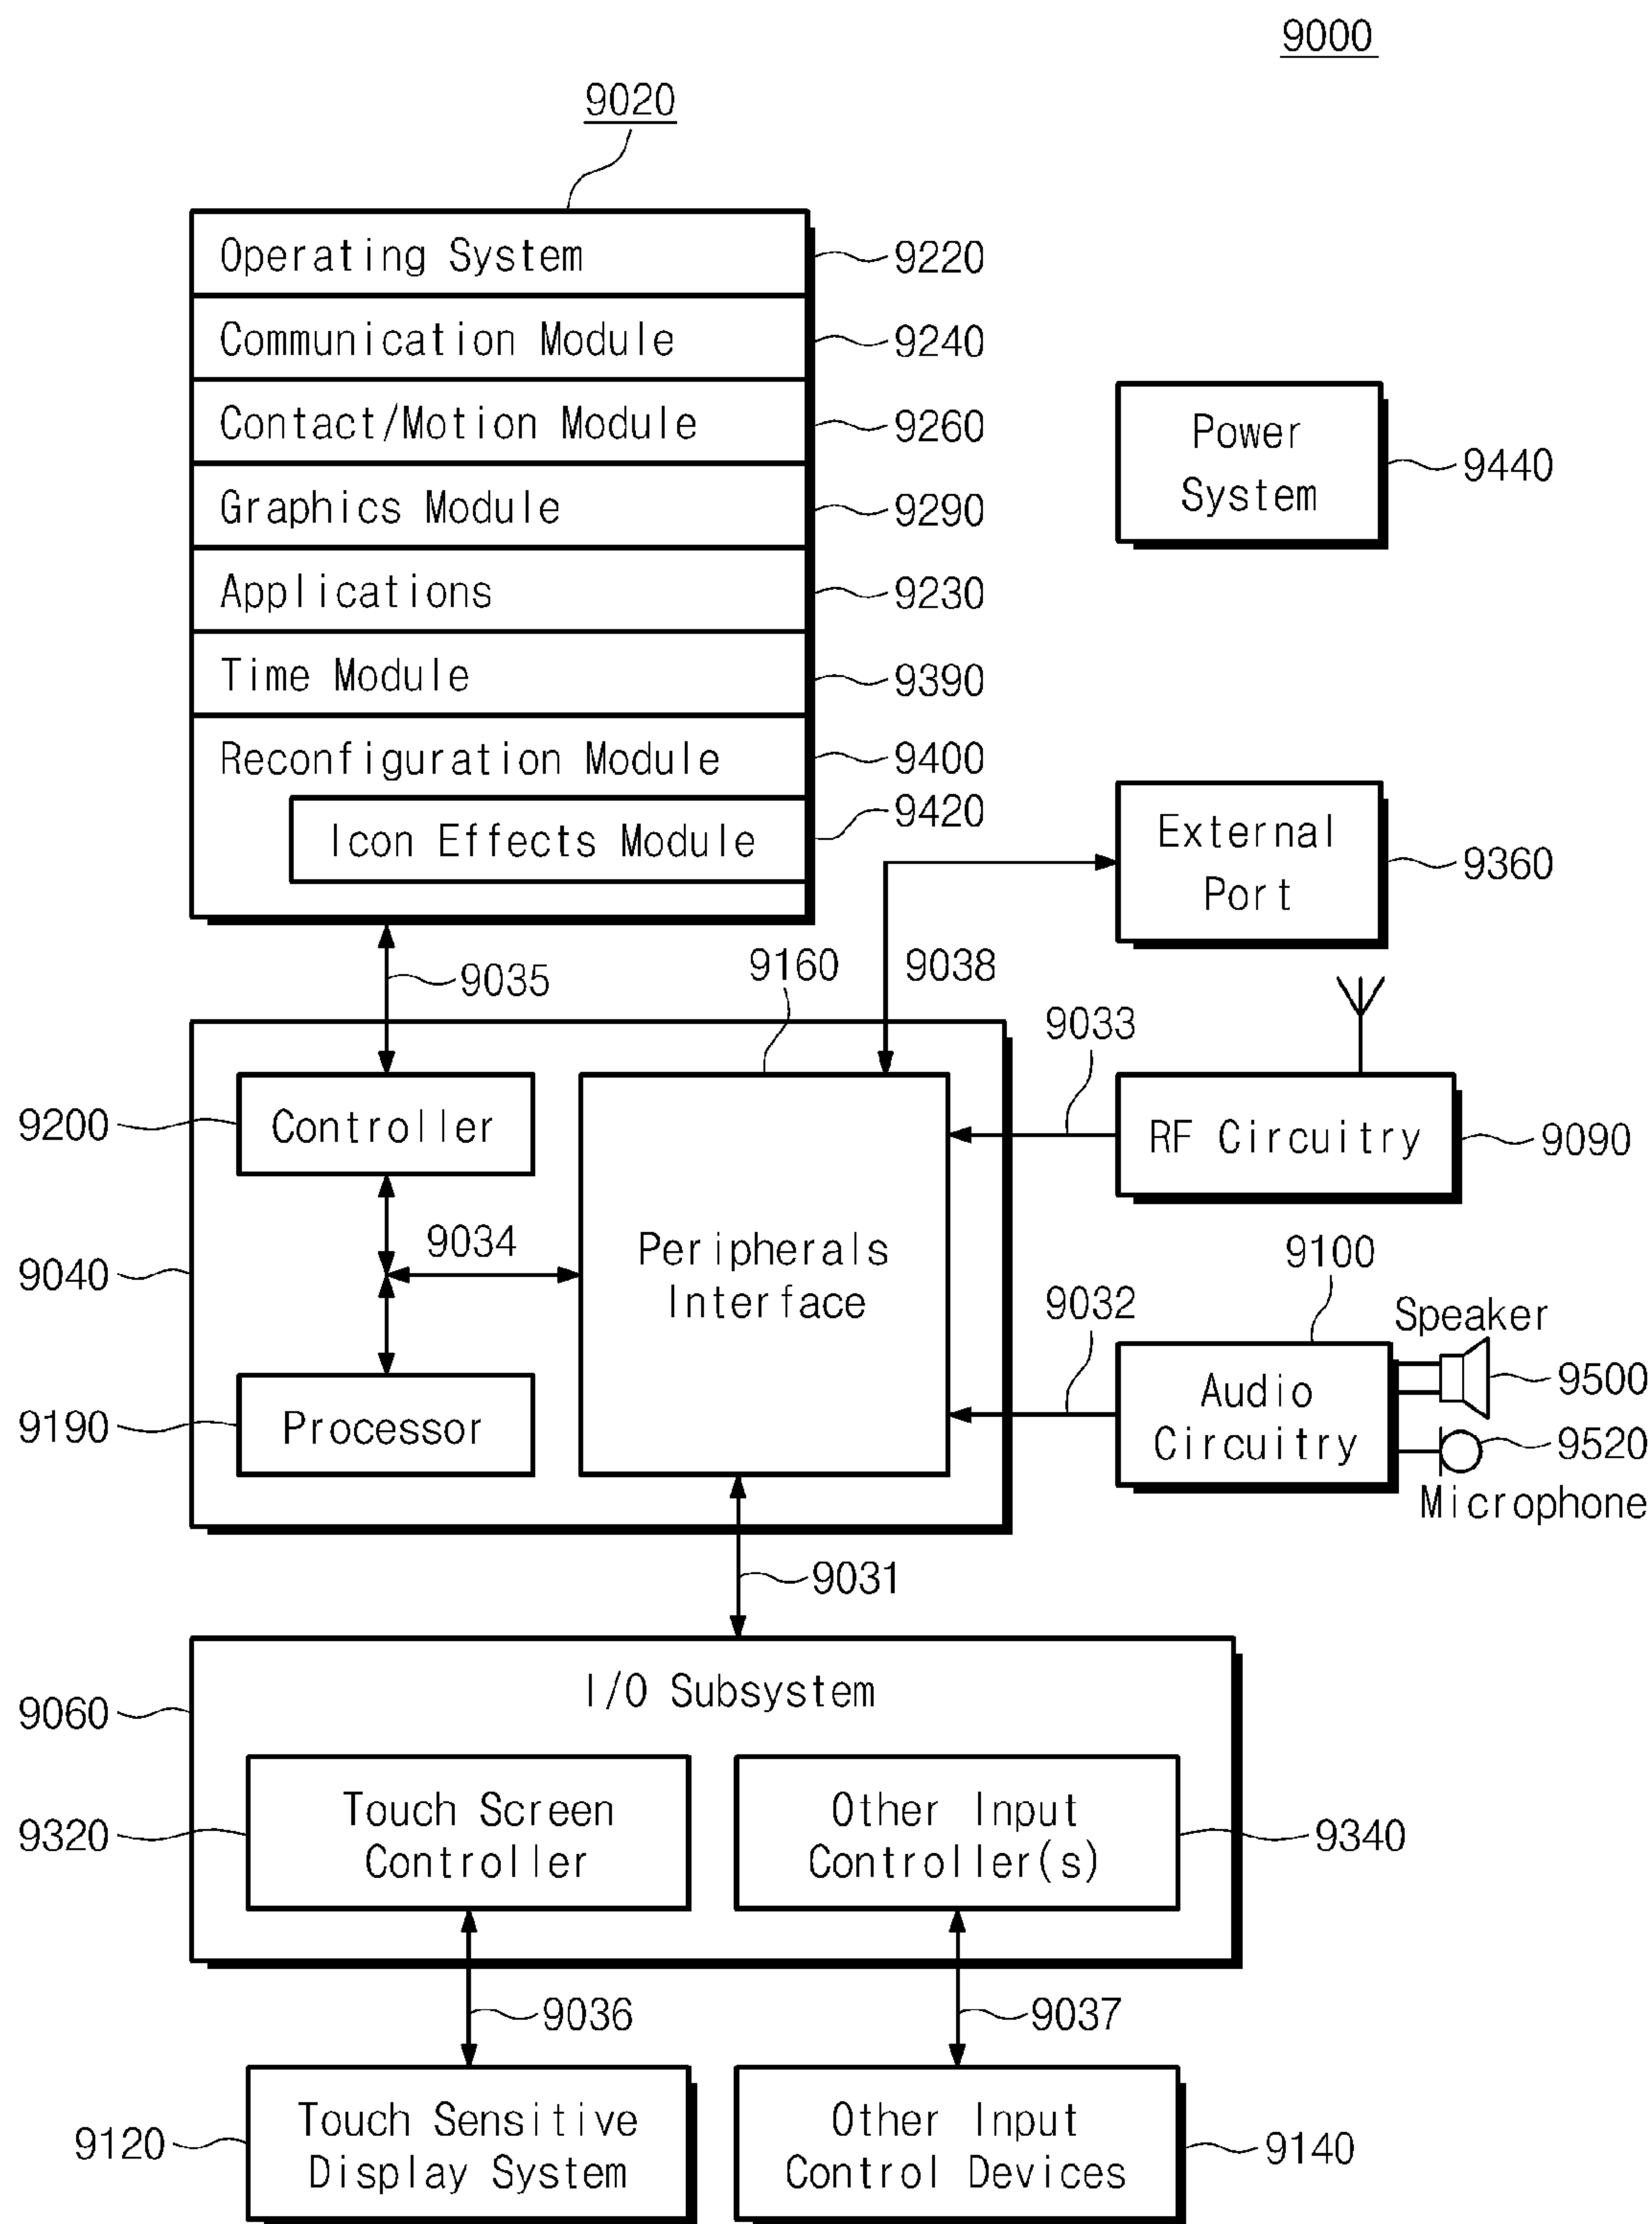 9000
9020
Operating System
9220
Communication Module
9240
Contact/Motion Module
9260
Graphics Module
9290
Applications
9230
Time Module
9390
Reconfiguration Module
9400
Icon Effects Module
9420
Power
System
9440
External
Port
9360
9035
9160
9038
9033
9200
Controller
RF Circuitry
9090
9040
9034
Peripherals
Interface
9032
9100
Speaker
9500
Audio
Circuitry
9520
Microphone
9190
Processor
9031
I/O Subsystem
9060
Touch Screen
Controller
9320
Other Input
Controller(s)
9340
9036
9037
Touch Sensitive
Display System
9120
Other Input
Control Devices
9140